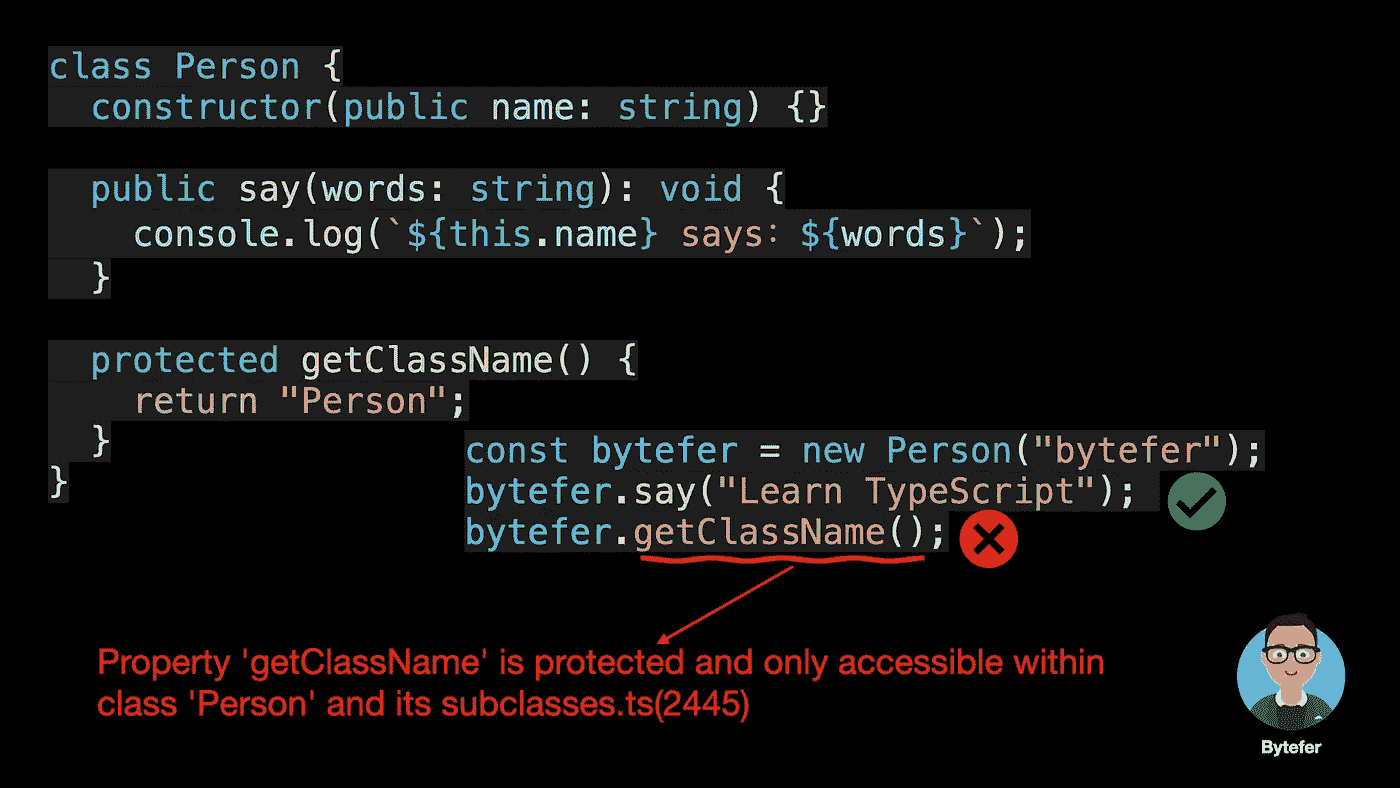 class Person {
  constructor(public name: string) {}
  public say(words: string): void {
    console.log(`${this.name} says：${words}`);
  }
  protected getClassName() {
    return "Person";
  }
}
const bytefer = new Person("bytefer");
bytefer.say("Learn TypeScript");
bytefer.getClassName();
Property 'getClassName' is protected and only accessible within
class 'Person' and its subclasses.ts(2445)
Bytefer